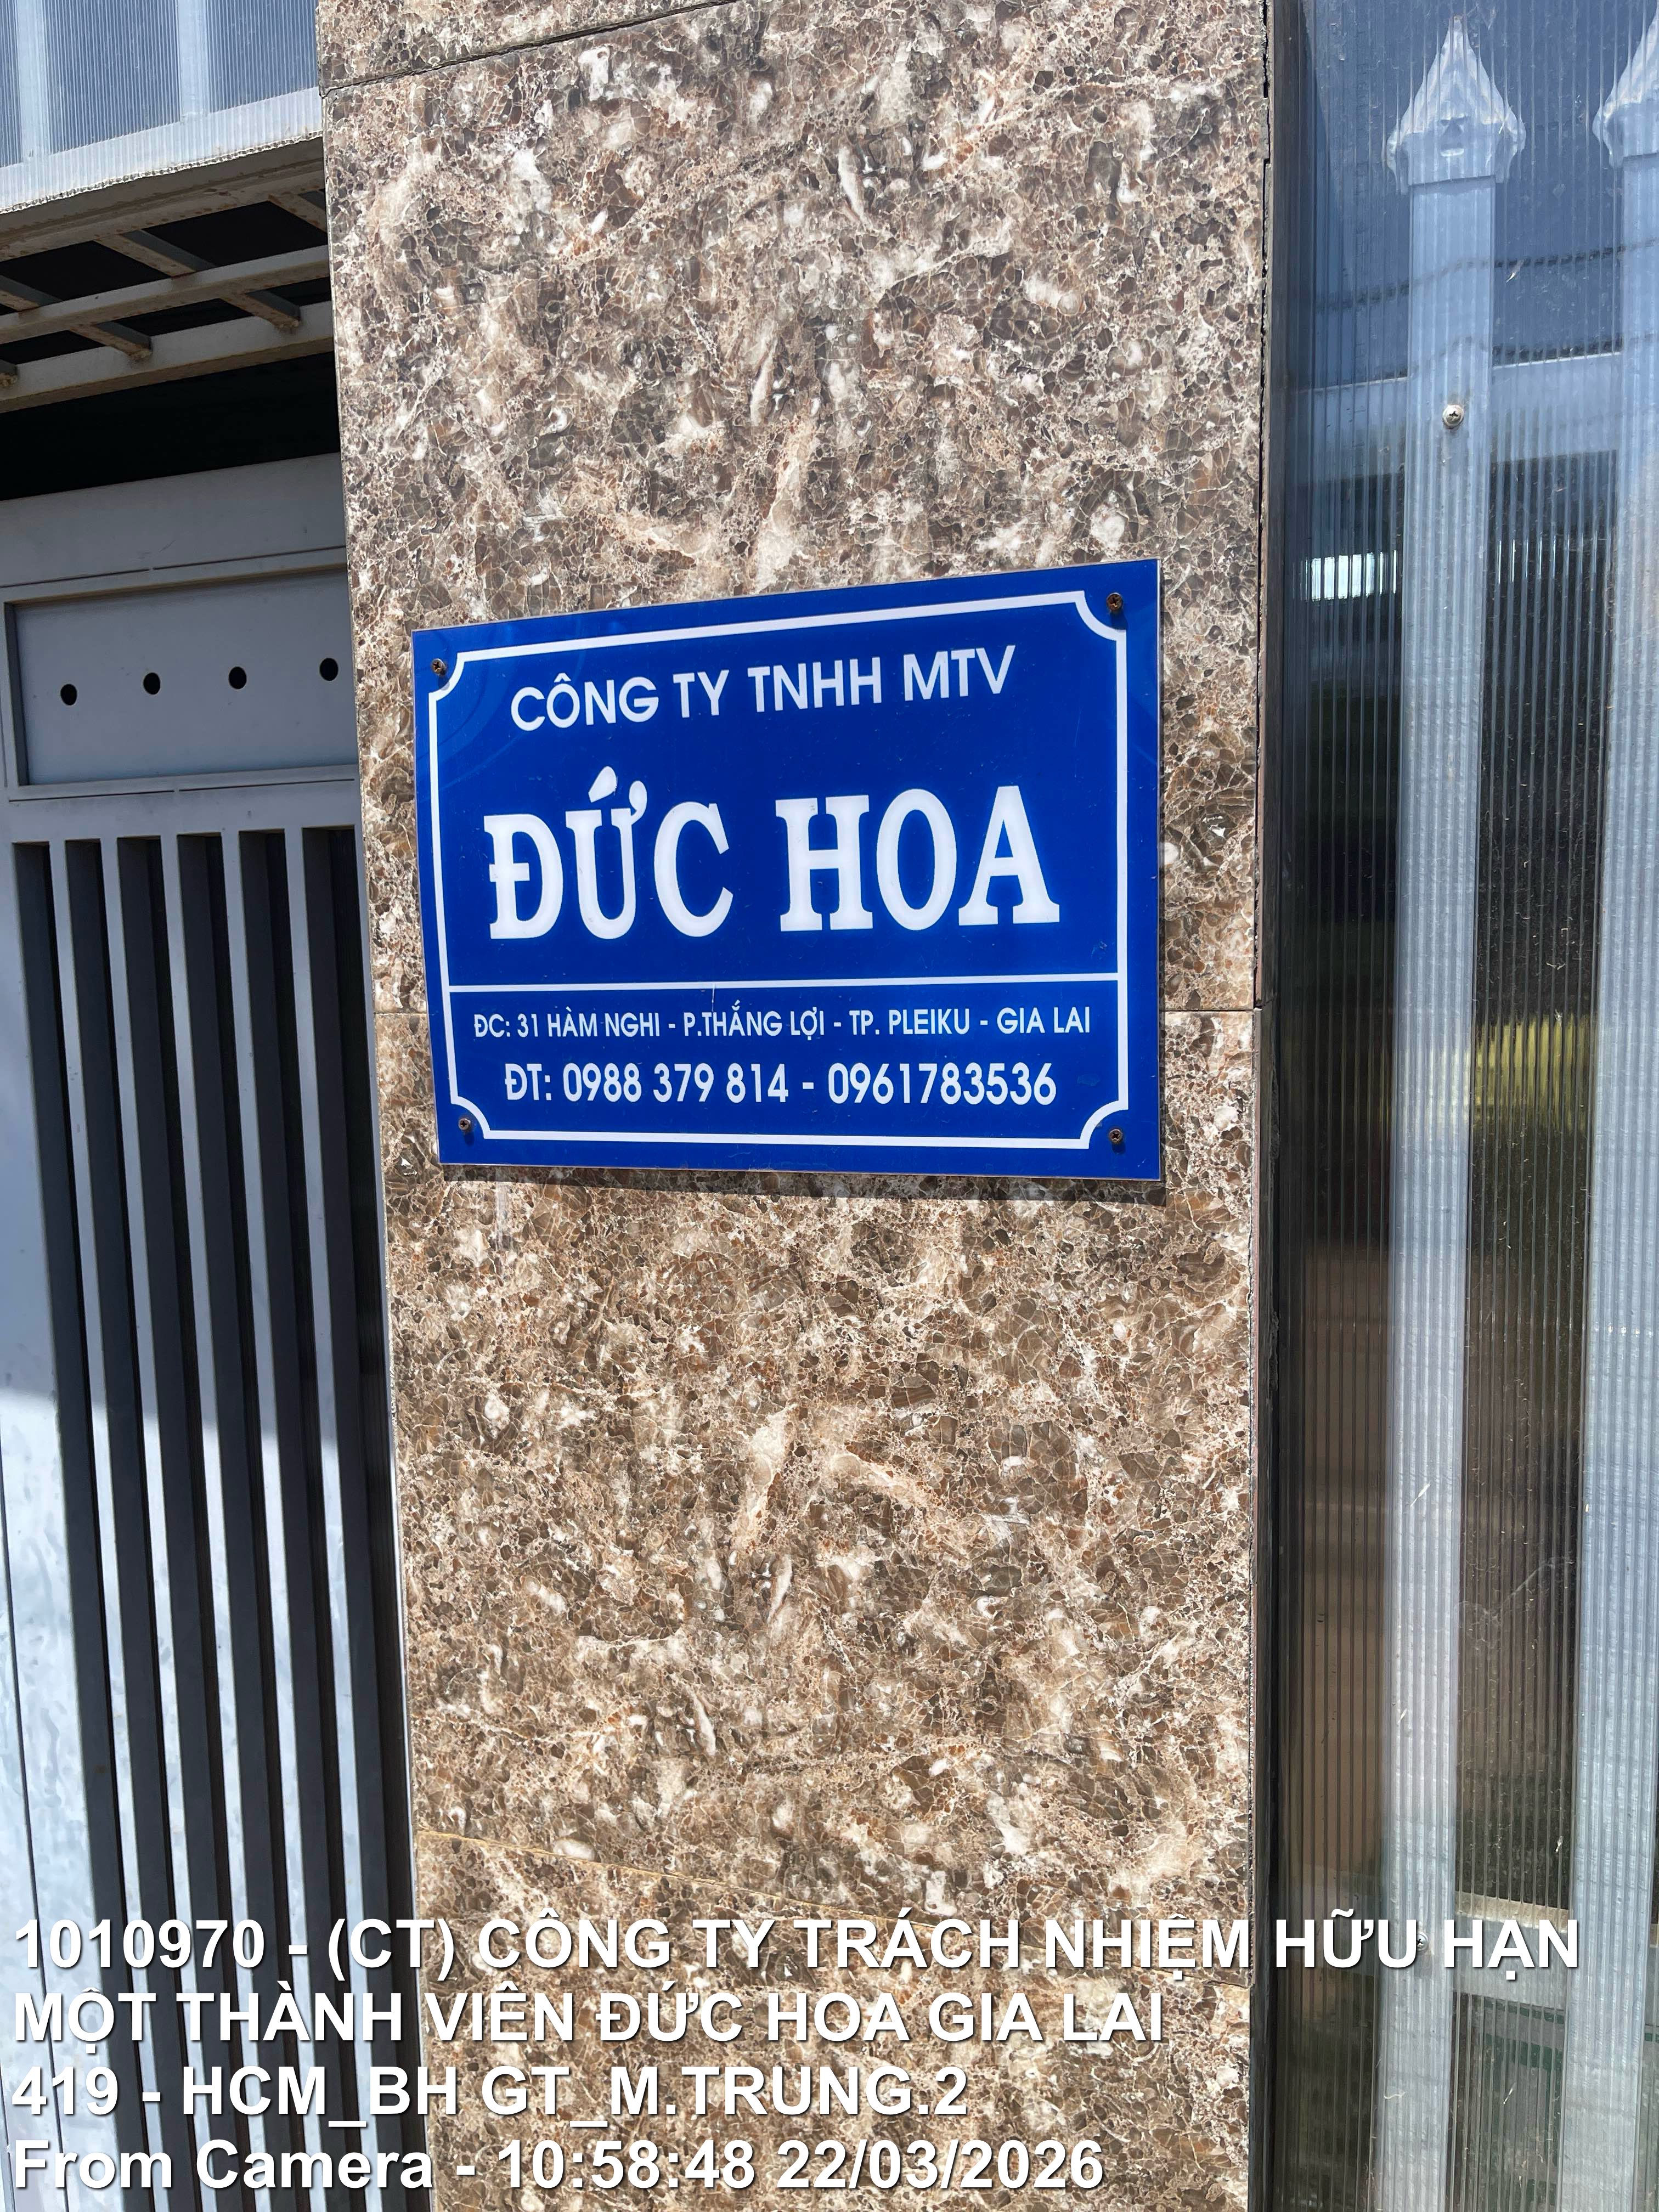 CÔNG TY TNHH MTV
ĐỨC HOA
ĐC: 31 HÀM NGHI - P.THẮNG LỢI - TP. PLEIKU - GIA LAI
ĐT: 0988 379 814 - 0961783536
1010970 - (CT) CÔNG TY TRÁCH NHIỆM HỮU HẠN
MỘT THÀNH VIÊN ĐỨC HOA GIA LAI
419 - HCM_BH GT_M.TRUNG.2
From Camera - 10:58:48 22/03/2026